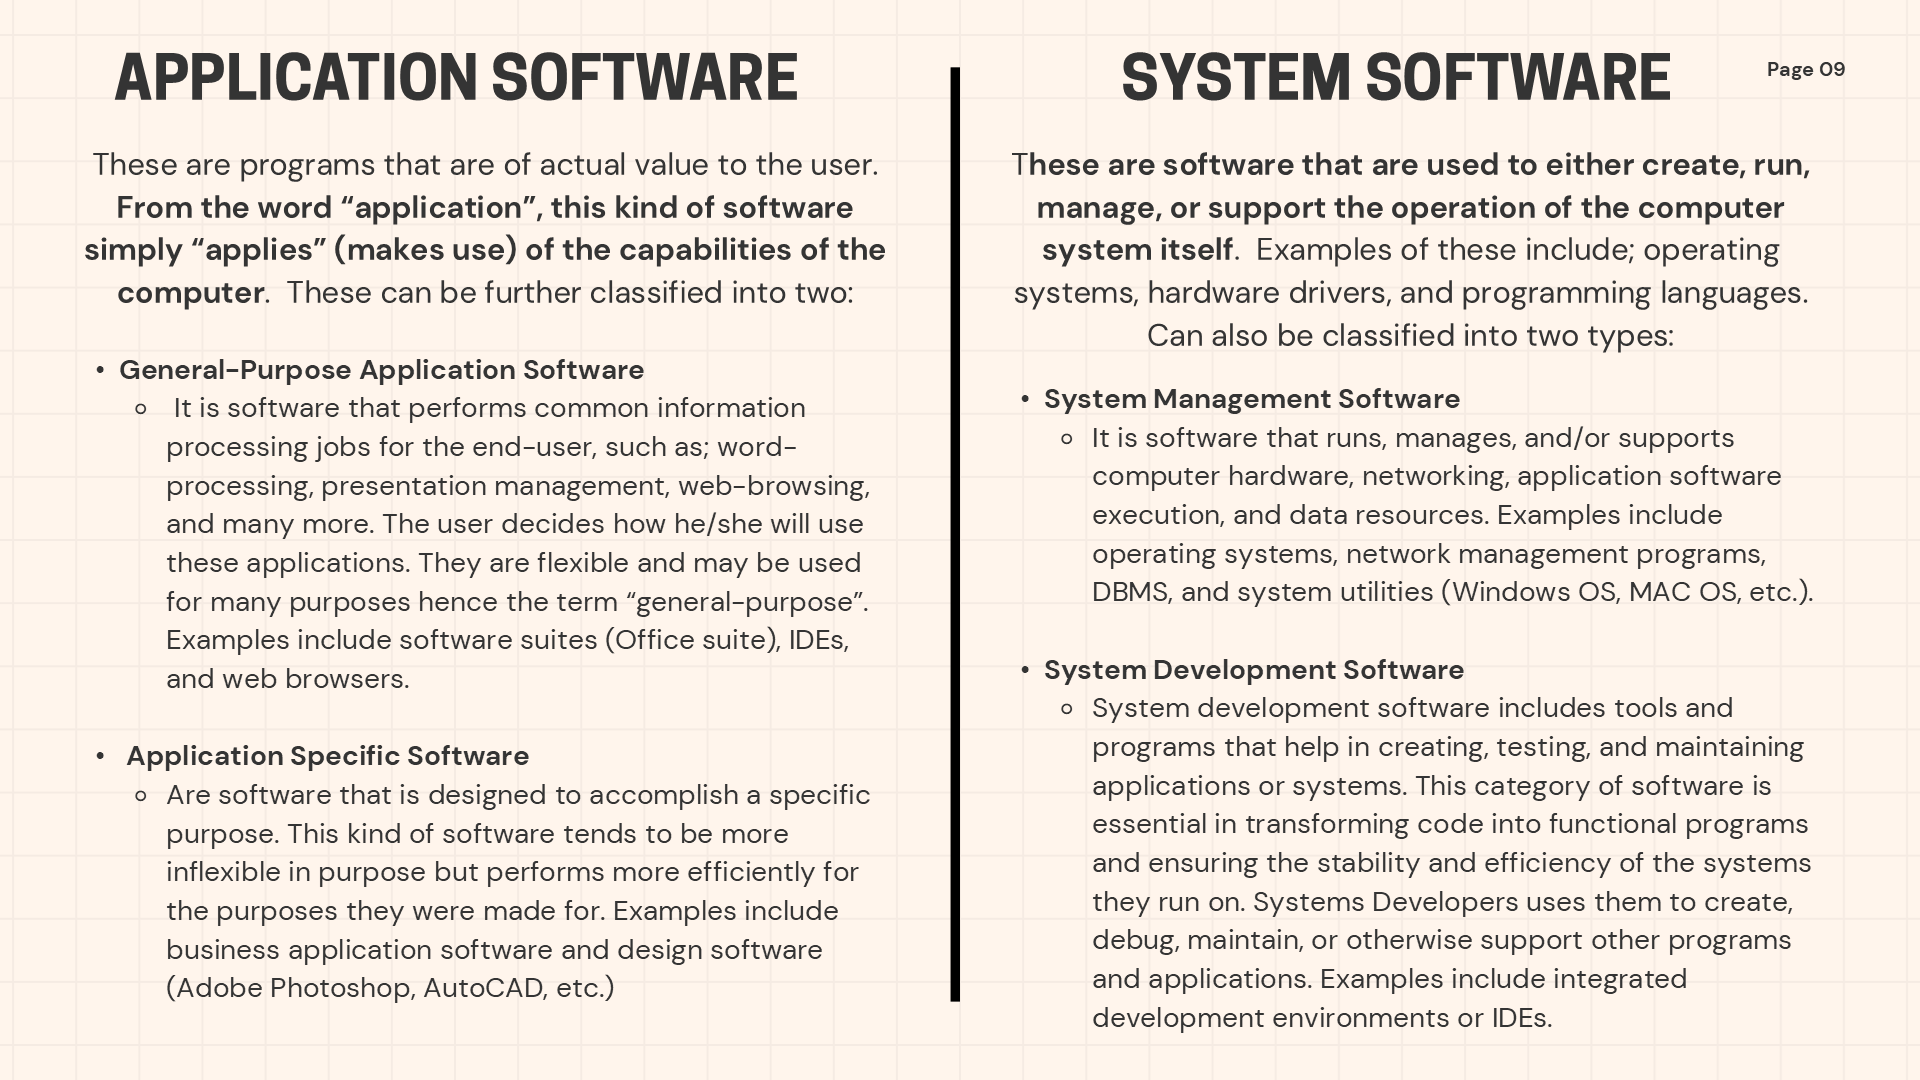 APPLICATION SOFTWARE
These are programs that are of actual value to the user.
From the word “application”, this kind of software
simply “applies” (makes use) of the capabilities of the
computer.  These can be further classified into two:
• General-Purpose Application Software
○ It is software that performs common information
processing jobs for the end-user, such as; word-
processing, presentation management, web-browsing,
and many more. The user decides how he/she will use
these applications. They are flexible and may be used
for many purposes hence the term “general-purpose”.
Examples include software suites (Office suite), IDEs,
and web browsers.
• Application Specific Software
○ Are software that is designed to accomplish a specific
purpose. This kind of software tends to be more
inflexible in purpose but performs more efficiently for
the purposes they were made for. Examples include
business application software and design software
(Adobe Photoshop, AutoCAD, etc.)
SYSTEM SOFTWARE
Page 09
These are software that are used to either create, run,
manage, or support the operation of the computer
system itself.  Examples of these include; operating
systems, hardware drivers, and programming languages.
Can also be classified into two types:
• System Management Software
○ It is software that runs, manages, and/or supports
computer hardware, networking, application software
execution, and data resources. Examples include
operating systems, network management programs,
DBMS, and system utilities (Windows OS, MAC OS, etc.).
• System Development Software
○ System development software includes tools and
programs that help in creating, testing, and maintaining
applications or systems. This category of software is
essential in transforming code into functional programs
and ensuring the stability and efficiency of the systems
they run on. Systems Developers uses them to create,
debug, maintain, or otherwise support other programs
and applications. Examples include integrated
development environments or IDEs.